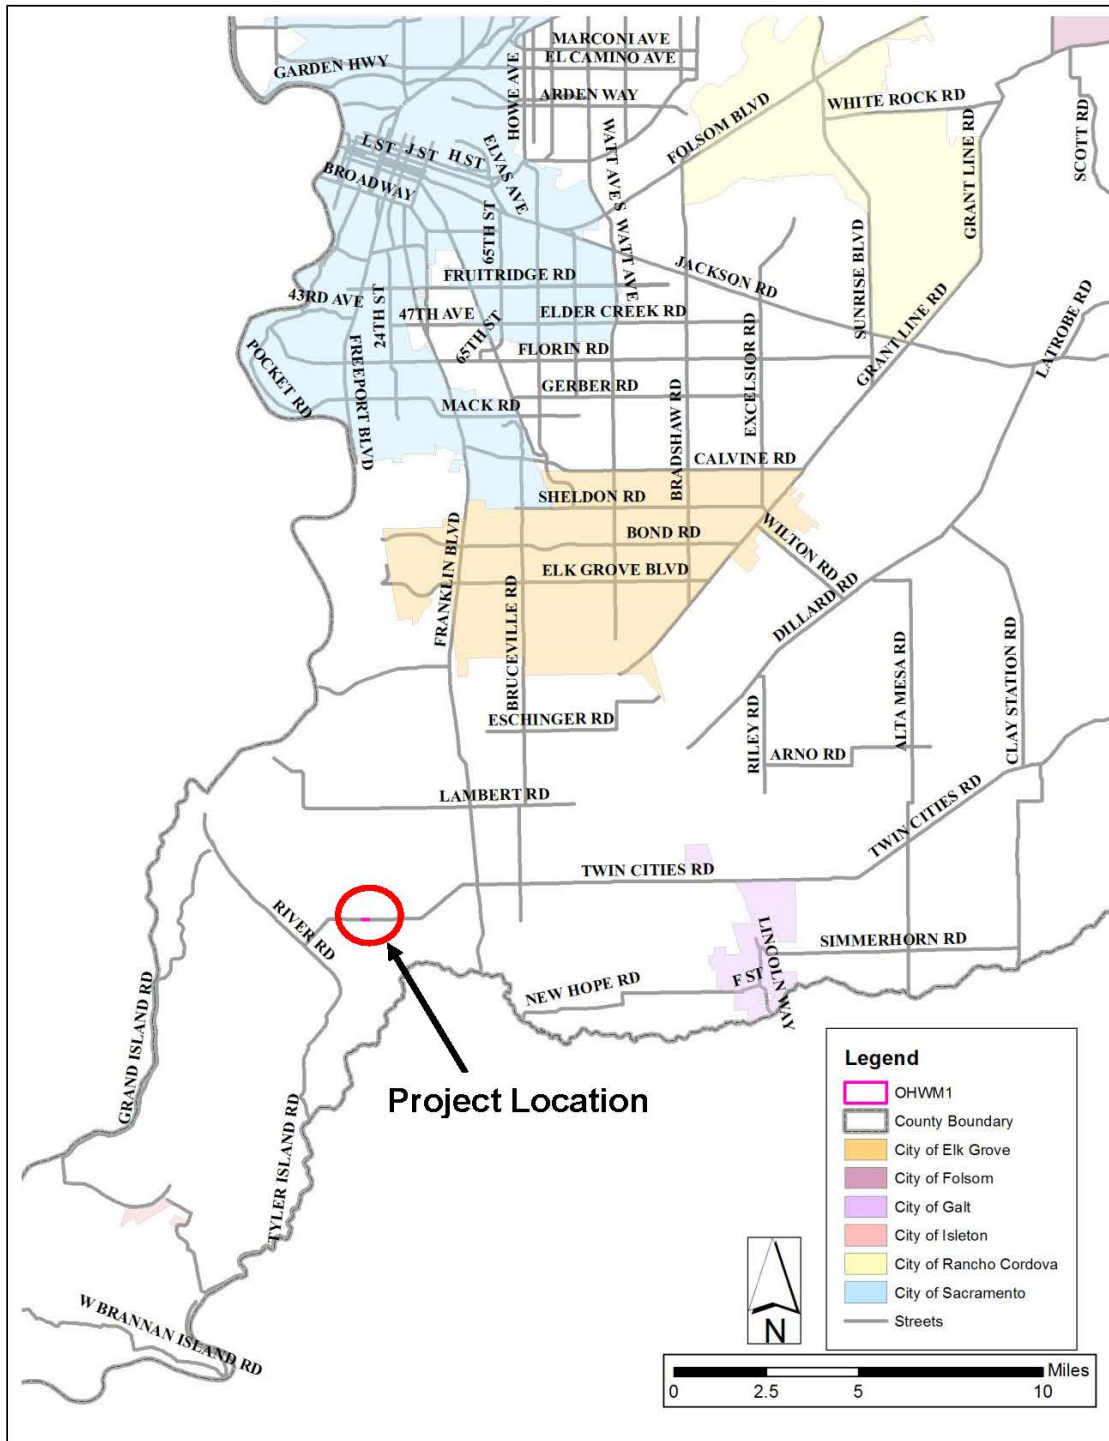 MARCONI AVE
EL CAMINO AVE
GARDEN HWY
HOWE AVE
ARDEN WAY
FOLSOM BLVD
WHITE ROCK RD
SCOTT RD
GRANT LINE RD
L ST
J ST
H ST
ELVAS AVE
BROADWAY
WATT AVE
S WATT AVE
65TH ST
SUNRISE BLVD
JACKSON RD
FRUITRIDGE RD
43RD AVE
24TH ST
47TH AVE
ELDER CREEK RD
EXCELSIOR RD
GRANT LINE RD
LATROBE RD
POCKET RD
FREEPORT BLVD
65TH ST
FLORIN RD
GERBER RD
MACK RD
BRADSHAW RD
CALVINE RD
SHELDON RD
WILTON RD
BOND RD
FRANKLIN BLVD
ELK GROVE BLVD
DILLARD RD
BRUCEVILLE RD
ALTA MESA RD
CLAY STATION RD
ESCHINGER RD
RILEY RD
ARNO RD
LAMBERT RD
TWIN CITIES RD
TWIN CITIES RD
RIVER RD
LINCOLN WAY
SIMMERHORN RD
F ST
NEW HOPE RD
GRAND ISLAND RD
TYLER ISLAND RD
Project Location
W BRANNAN ISLAND RD
Legend
OHWM1
County Boundary
City of Elk Grove
City of Folsom
City of Galt
City of Isleton
City of Rancho Cordova
City of Sacramento
Streets
N
Miles
0 2.5 5 10